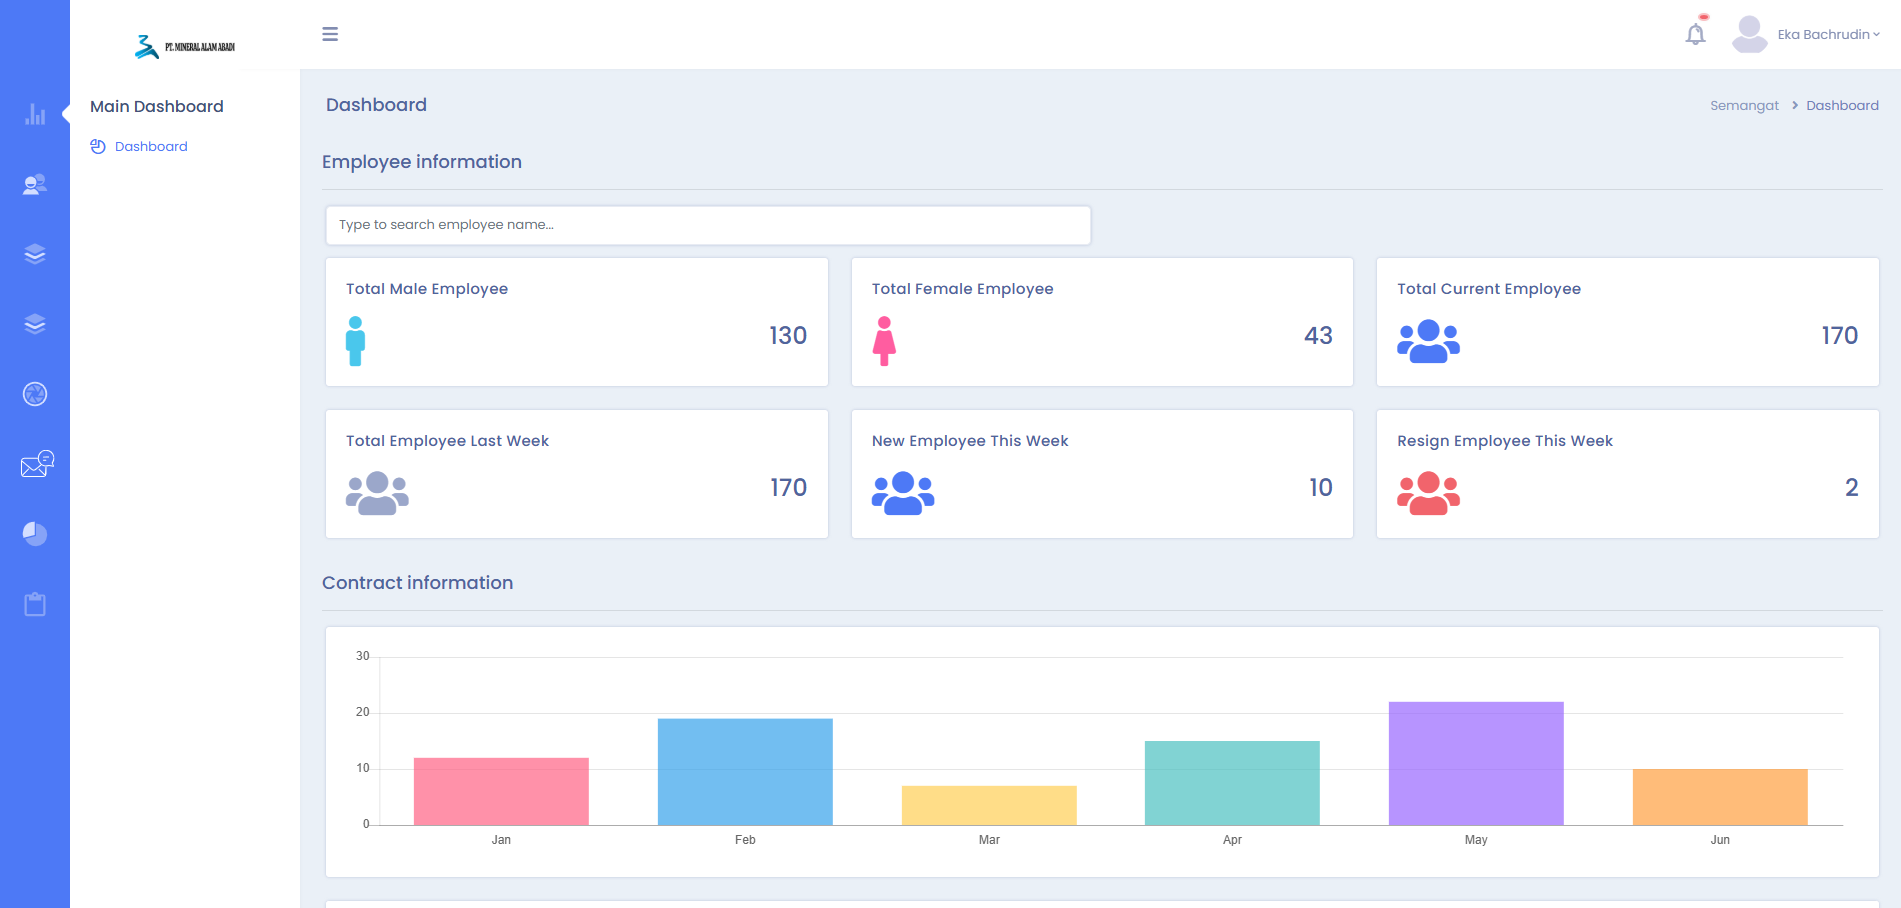 PT. MINERAL ALAM ABADI
Eka Bachrudin
Main Dashboard
Dashboard
Dashboard
Semangat > Dashboard
Employee information
Type to search employee name...
Total Male Employee
130
Total Female Employee
43
Total Current Employee
170
Total Employee Last Week
170
New Employee This Week
10
Resign Employee This Week
2
Contract information
30
20
10
0
Jan Feb Mar Apr May Jun